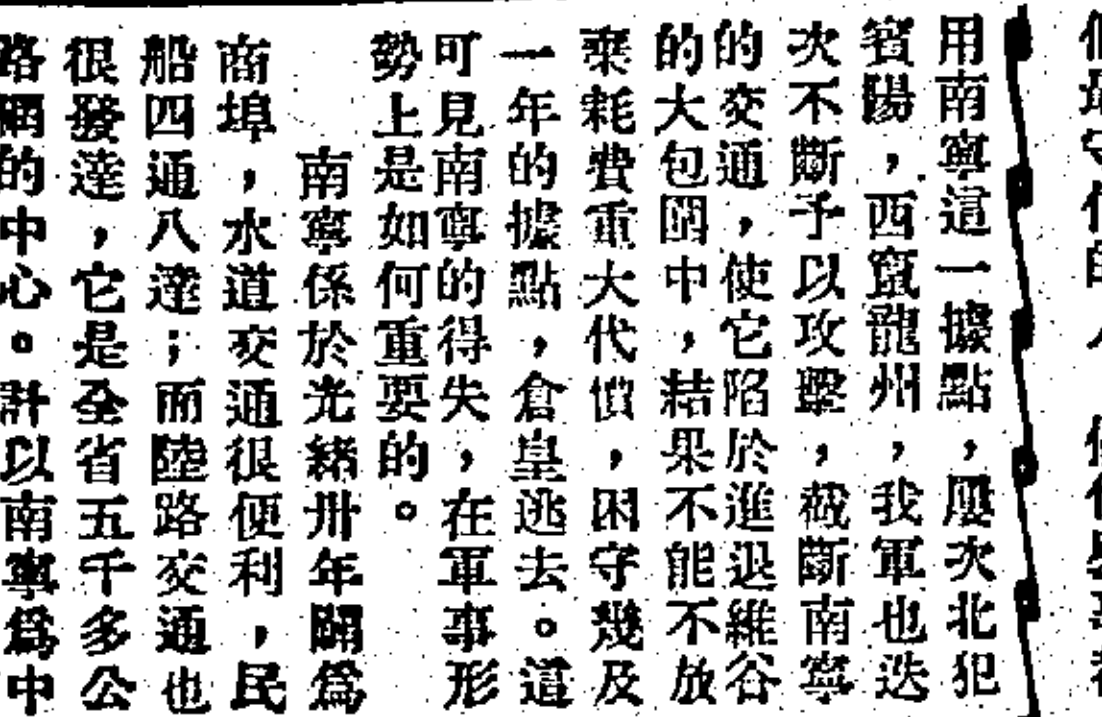 用南寧這一據點，屢次北犯
賓陽，西竄龍州，我軍也迭
次不斷予以攻擊，截斷南寧
的交通，使它陷於進退維谷
的大包圍中，結果不能不放
棄耗費重大代價，困守幾及
一年的據點，倉皇逃去。這
可見南寧的得失，在軍事形
勢上是如何重要的。
南寧係於光緒卅年闢為
商埠，水道交通很便利，民
船四通八達；而陸路交通也
很發達，它是全省五千多公
路網的中心。計以南寧爲中